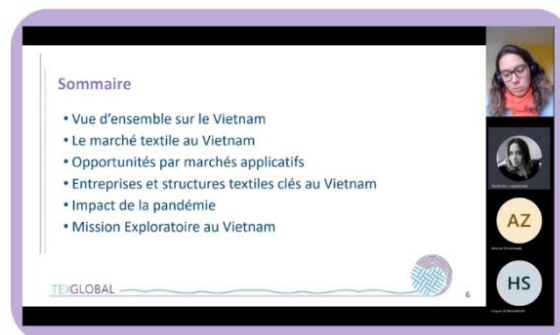 Sommaire
• Vue d'ensemble sur le Vietnam
• Le marché textile au Vietnam
• Opportunités par marchés applicatifs
• Entreprises et structures textiles clés au Vietnam
• Impact de la pandémie
• Mission Exploratoire au Vietnam
TEXGLOBAL
6
AZ
HS